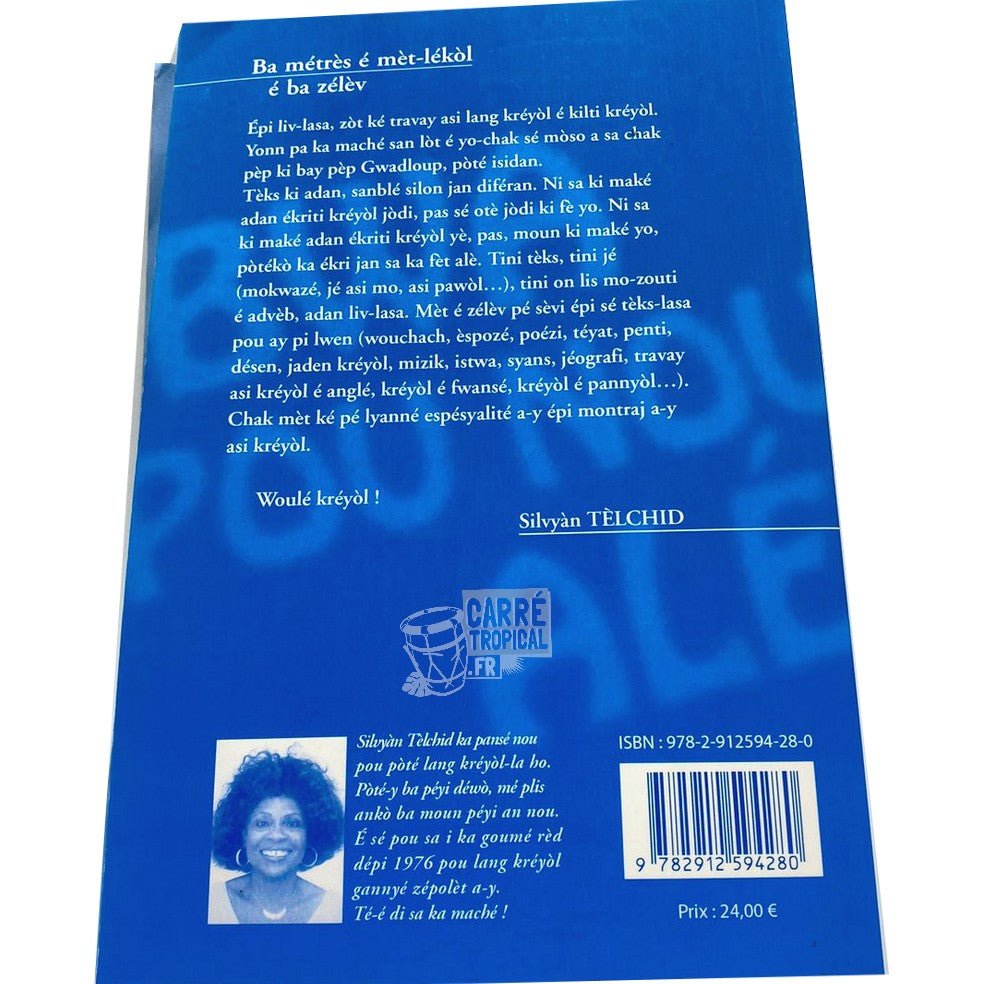 Ba métrès é mèt-lékòl
é ba zélèv
Épi liv-lasa, zòt ké travay asi lang kréyòl é kilti kréyòl.
Yonn pa ka maché san lòt é yo-chak sé mòso a sa chak
pèp ki bay pèp Gwadloup, pòté isidan.
Tèks ki adan, sanblé silon jan diféran. Ni sa ki maké
adan ékriti kréyòl jòdi, pas sé otè jòdi ki fè yo. Ni sa
ki maké adan ékriti kréyòl yè, pas, moun ki maké yo,
pòtékò ka ékri jan sa ka fèt alè. Tini tèks, tini jé
(mokwazé, jé asi mo, asi pawòl…), tini on lis mo-zouti
é advèb, adan liv-lasa. Mèt é zélèv pé sèvi épi sé tèks-lasa
pou ay pi lwen (wouchach, èspozé, poézi, téyat, penti,
désen, jaden kréyòl, mizik, istwa, syans, jéografi, travay
asi kréyòl é anglé, kréyòl é fwansé, kréyòl é pannyòl…).
Chak mèt ké pé lyanné espésyalité a-y épi montraj a-y
asi kréyòl.
Woulé kréyòl !
Silvyàn TÈLCHID
POU NOU
ALÉ
CARRÉ
TROPICAL
.FR
Silvyàn Tèlchid ka pansé nou
pou pòté lang kréyòl-la ho.
Pòté-y ba péyi déwò, mé plis
ankò ba moun péyi an nou.
É sé pou sa i ka goumé rèd
dépi 1976 pou lang kréyòl
gannyé zépolèt a-y.
Té-é di sa ka maché !
ISBN : 978-2-912594-28-0
9 782912 594280
Prix : 24,00 €